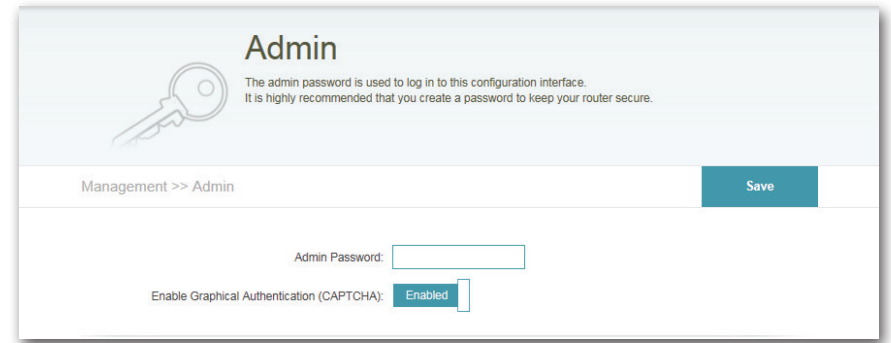 Admin
The admin password is used to log in to this configuration interface.
It is highly recommended that you create a password to keep your router secure.
Management >> Admin
Save
Admin Password:
Enable Graphical Authentication (CAPTCHA):
Enabled